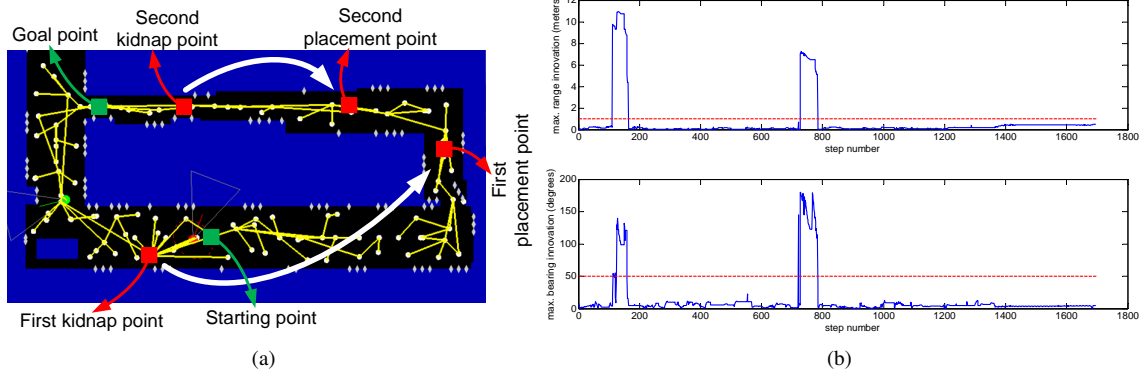 Goal point
Second
kidnap point
Second
placement point
First
placement point
First kidnap point
Starting point
(a)
max. range innovation (meters)
12
10
8
6
4
2
0
0 200 400 600 800 1000 1200 1400 1600 1800
step number
max. bearing innovation (degrees)
200
150
100
50
0
0 200 400 600 800 1000 1200 1400 1600 1800
step number
(b)